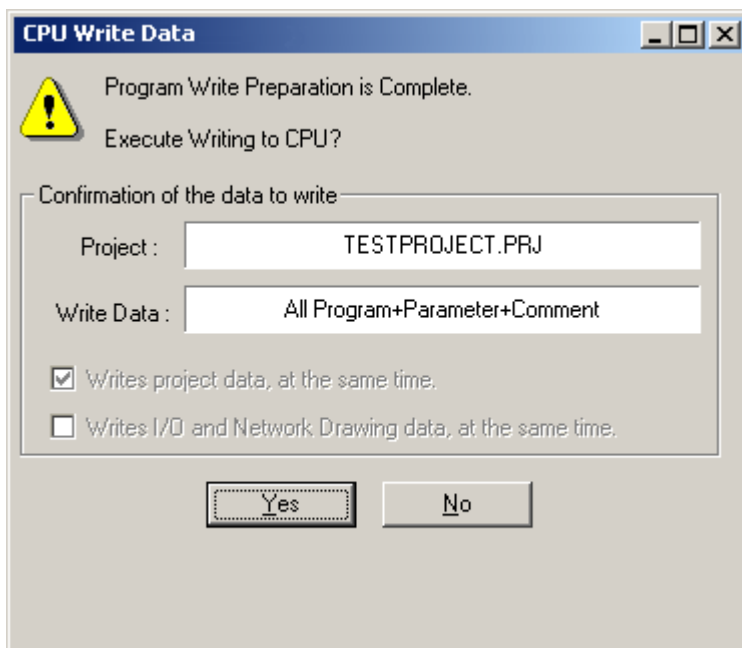 CPU Write Data
Program Write Preparation is Complete.
Execute Writing to CPU?
Confirmation of the data to write
Project :
TESTPROJECT.PRJ
Write Data :
All Program+Parameter+Comment
Writes project data, at the same time.
Writes I/O and Network Drawing data, at the same time.
Yes
No